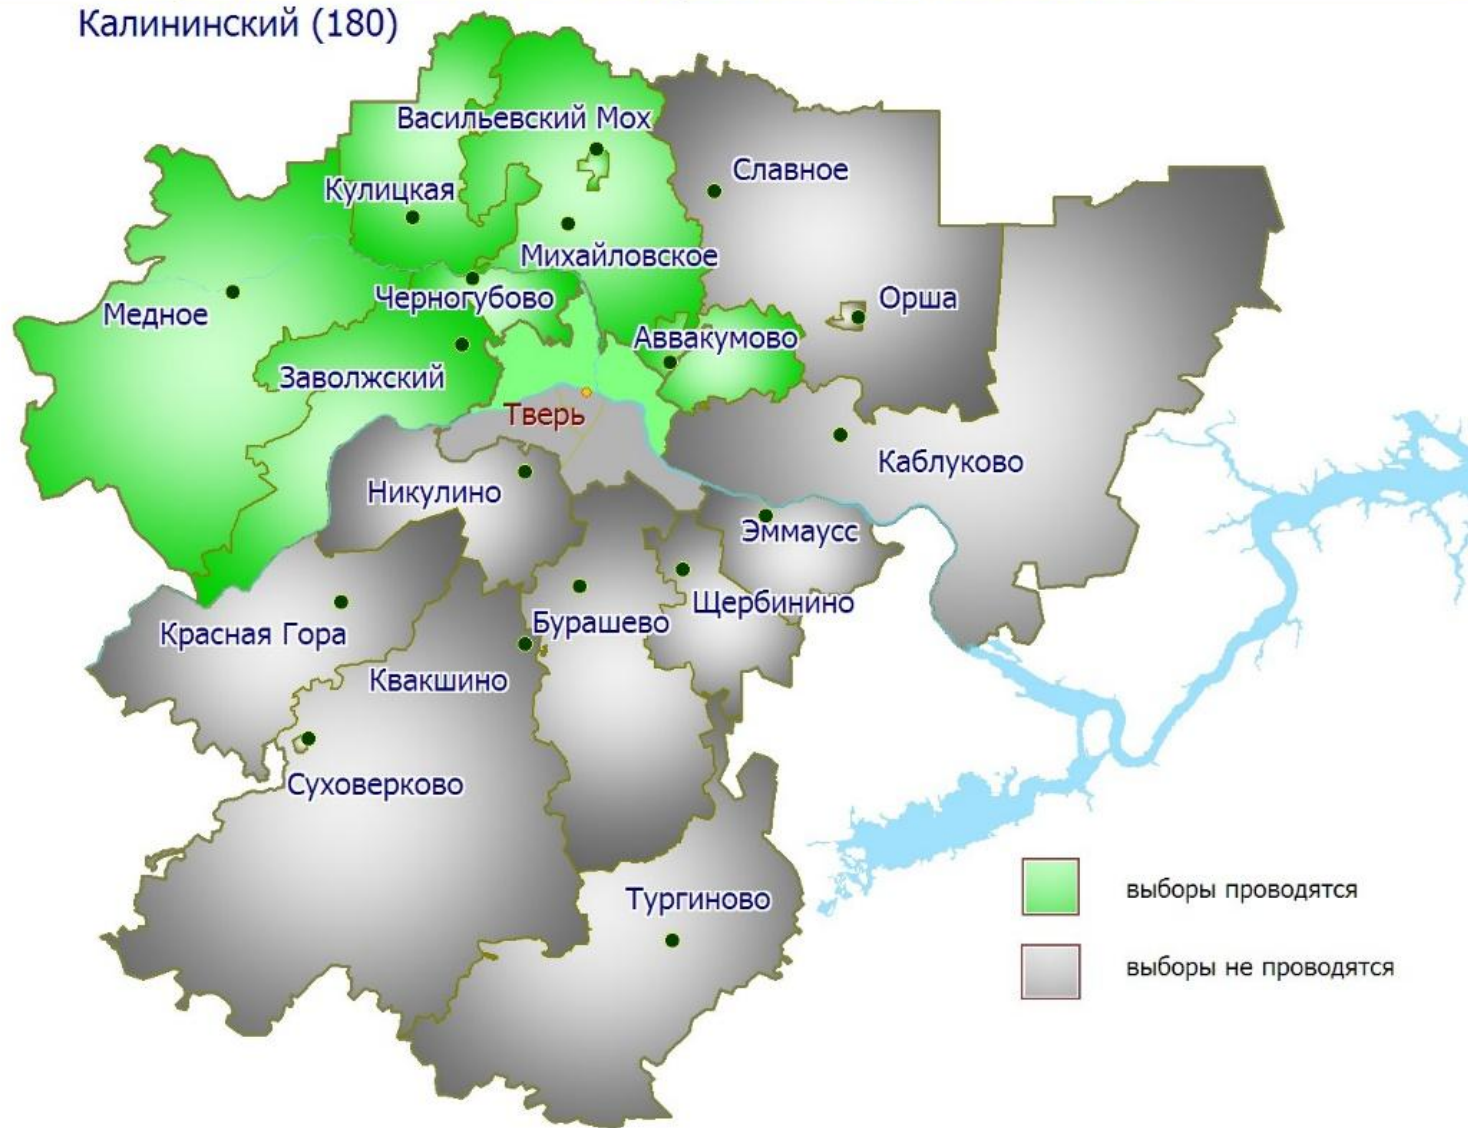 Калининский (180)
Васильевский Мох
Славное
Кулицкая
Михайловское
Медное
Черногубово
Орша
Аввакумово
Заволжский
Тверь
Каблуково
Никулино
Эммаусс
Щербинино
Бурашево
Красная Гора
Квакшино
Суховерково
Тургиново
выборы проводятся
выборы не проводятся